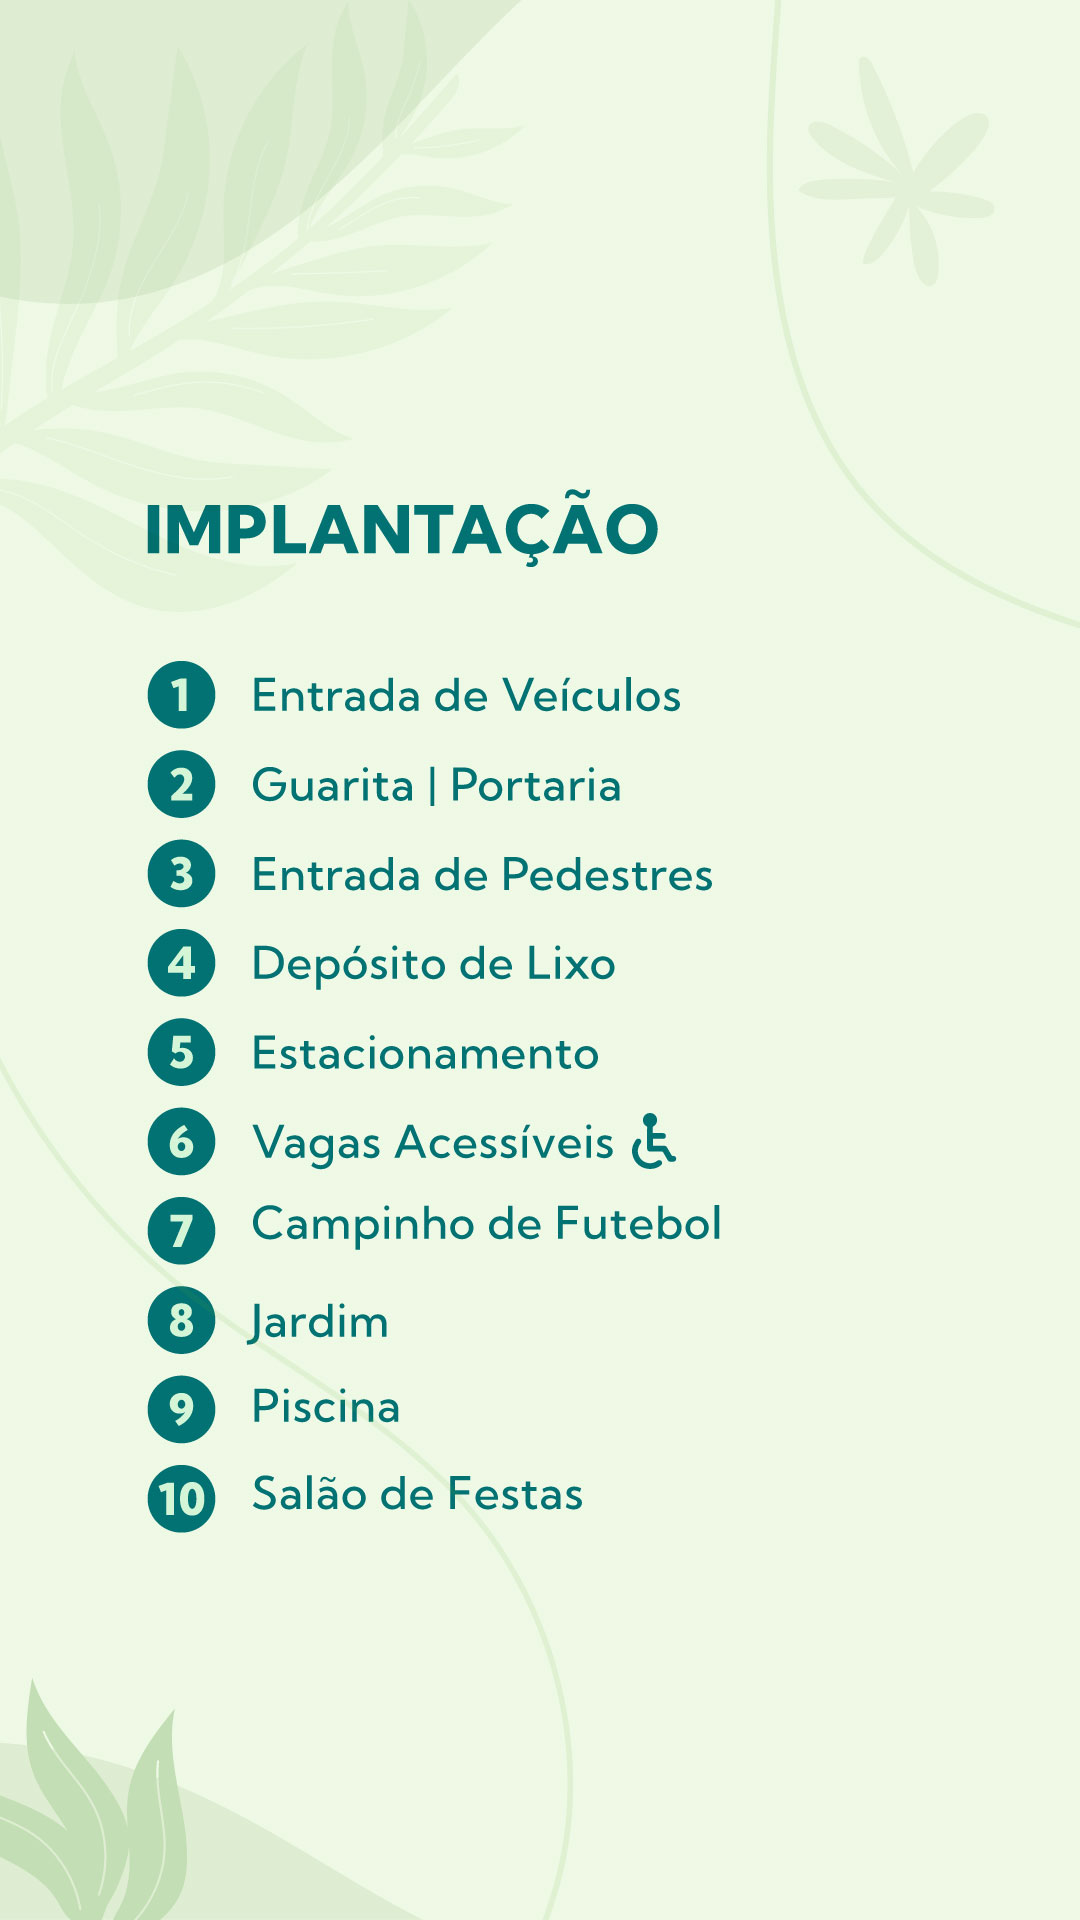 IMPLANTAÇÃO
1 Entrada de Veículos
2 Guarita | Portaria
3 Entrada de Pedestres
4 Depósito de Lixo
5 Estacionamento
6 Vagas Acessíveis
7 Campinho de Futebol
8 Jardim
9 Piscina
10 Salão de Festas